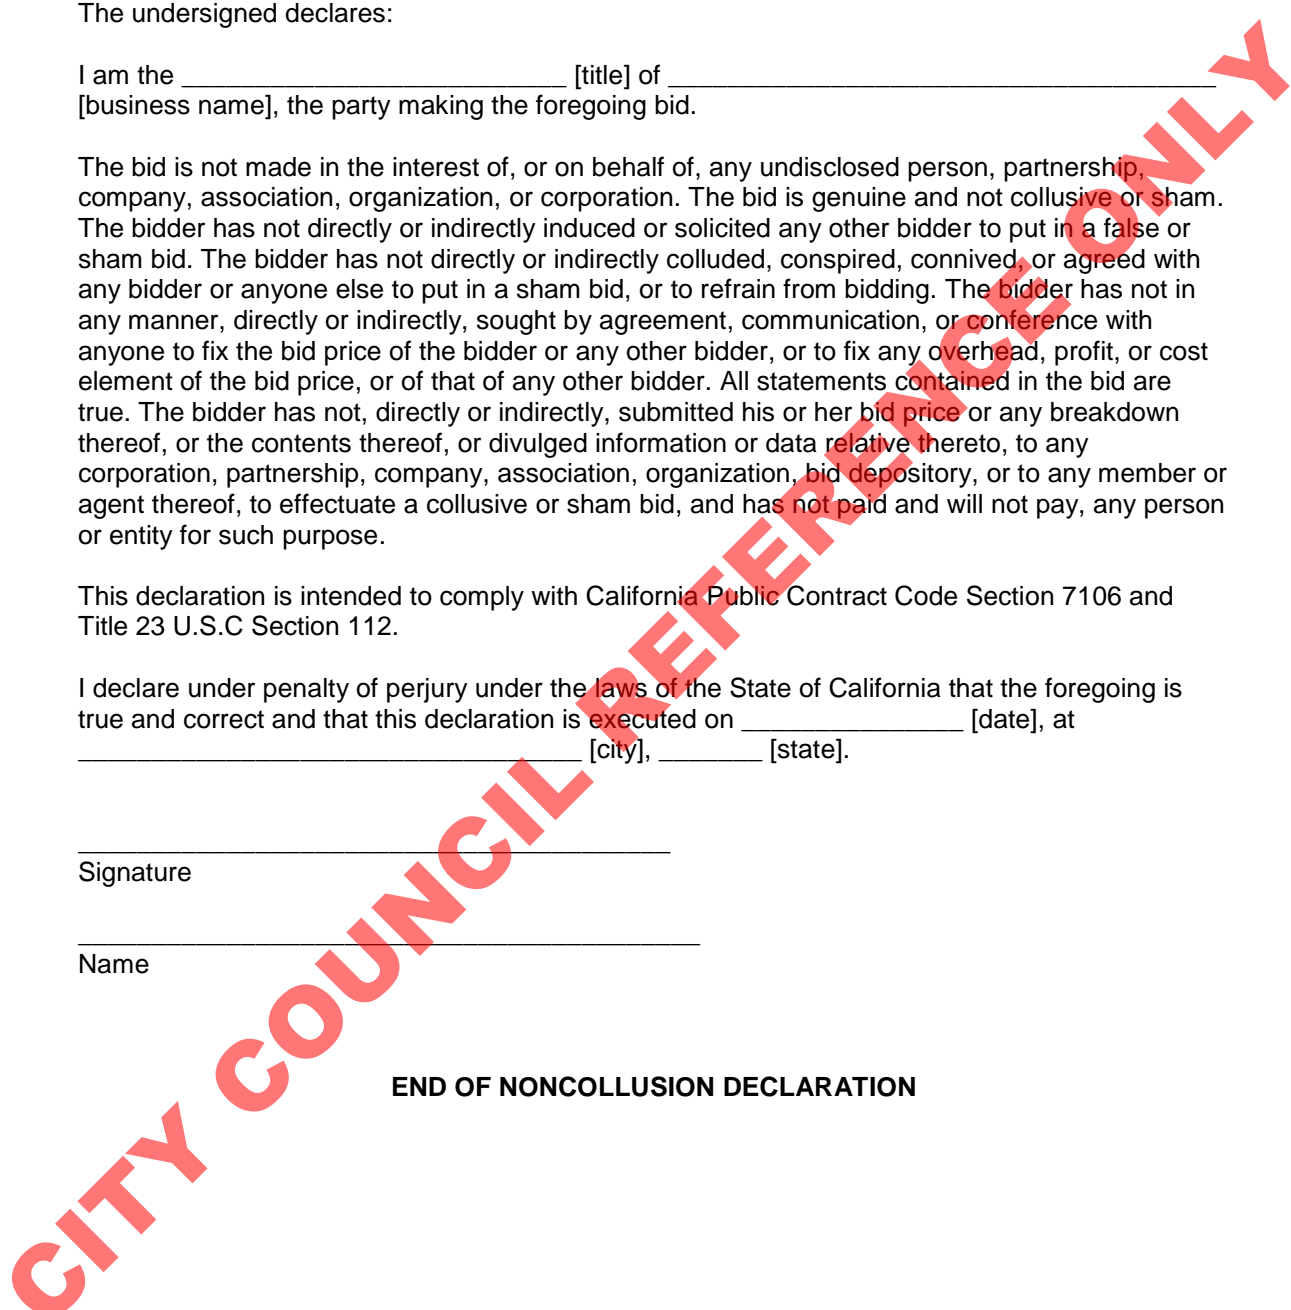 The undersigned declares:
I am the __________________________ [title] of _____________________________________
[business name], the party making the foregoing bid.
The bid is not made in the interest of, or on behalf of, any undisclosed person, partnership,
company, association, organization, or corporation. The bid is genuine and not collusive or sham.
The bidder has not directly or indirectly induced or solicited any other bidder to put in a false or
sham bid. The bidder has not directly or indirectly colluded, conspired, connived, or agreed with
any bidder or anyone else to put in a sham bid, or to refrain from bidding. The bidder has not in
any manner, directly or indirectly, sought by agreement, communication, or conference with
anyone to fix the bid price of the bidder or any other bidder, or to fix any overhead, profit, or cost
element of the bid price, or of that of any other bidder. All statements contained in the bid are
true. The bidder has not, directly or indirectly, submitted his or her bid price or any breakdown
thereof, or the contents thereof, or divulged information or data relative thereto, to any
corporation, partnership, company, association, organization, bid depository, or to any member or
agent thereof, to effectuate a collusive or sham bid, and has not paid and will not pay, any person
or entity for such purpose.
This declaration is intended to comply with California Public Contract Code Section 7106 and
Title 23 U.S.C Section 112.
I declare under penalty of perjury under the laws of the State of California that the foregoing is
true and correct and that this declaration is executed on _______________ [date], at
__________________________________ [city], _______ [state].
________________________________________
Signature
__________________________________________
Name
END OF NONCOLLUSION DECLARATION
CITY COUNCIL REFERENCE ONLY